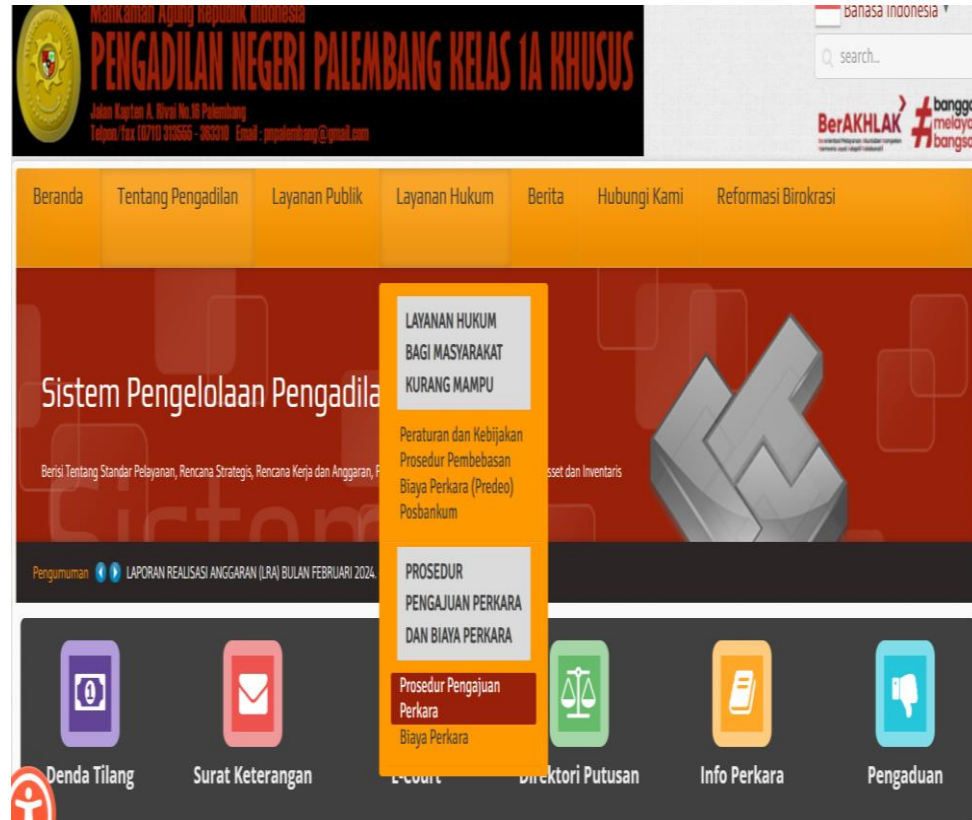 Mahkamah Agung Republik Indonesia
PENGADILAN NEGERI PALEMBANG KELAS 1A KHUSUS
Jalan Kapten A. Rivai No.16 Palembang
Telpon/fax (0711) 313555 - 363310 Email : pnpalembang@gmail.com
Bahasa Indonesia
search...
BerAKHLAK
#bangga
melaya
bangsa
Beranda Tentang Pengadilan Layanan Publik Layanan Hukum Berita Hubungi Kami Reformasi Birokrasi
LAYANAN HUKUM
BAGI MASYARAKAT
KURANG MAMPU
Peraturan dan Kebijakan
Prosedur Pembebasan
Biaya Perkara (Predeo)
Posbankum
PROSEDUR
PENGAJUAN PERKARA
DAN BIAYA PERKARA
Prosedur Pengajuan
Perkara
Biaya Perkara
Sistem Pengelolaan Pengadila
Berisi Tentang Standar Pelayanan, Rencana Strategis, Rencana Kerja dan Anggaran, sset dan Inventaris
Sistem
Pengumuman LAPORAN REALISASI ANGGARAN (LRA) BULAN FEBRUARI 2024.
Denda Tilang Surat Keterangan E-Court Direktori Putusan Info Perkara Pengaduan